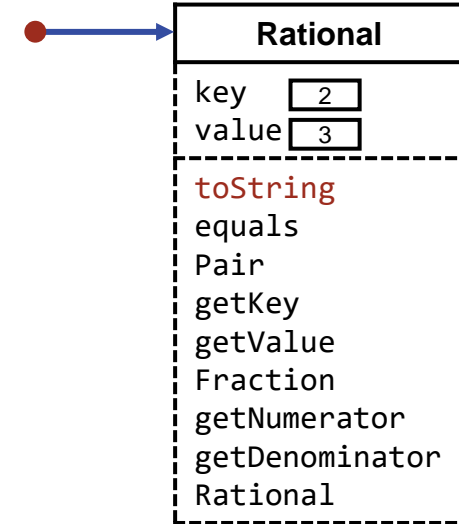 Rational
key 2
value 3
toString
equals
Pair
getKey
getValue
Fraction
getNumerator
getDenominator
Rational